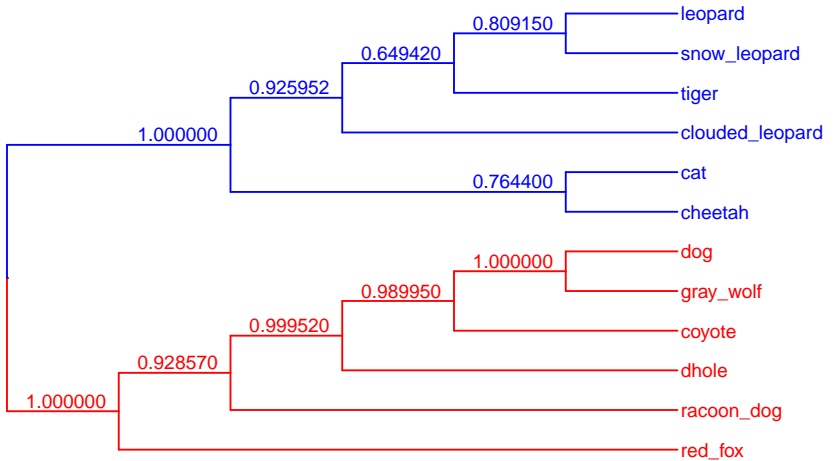 leopard
0.809150
snow_leopard
0.649420
tiger
0.925952
clouded_leopard
1.000000
cat
0.764400
cheetah
dog
1.000000
gray_wolf
0.989950
coyote
0.999520
dhole
0.928570
racoon_dog
1.000000
red_fox